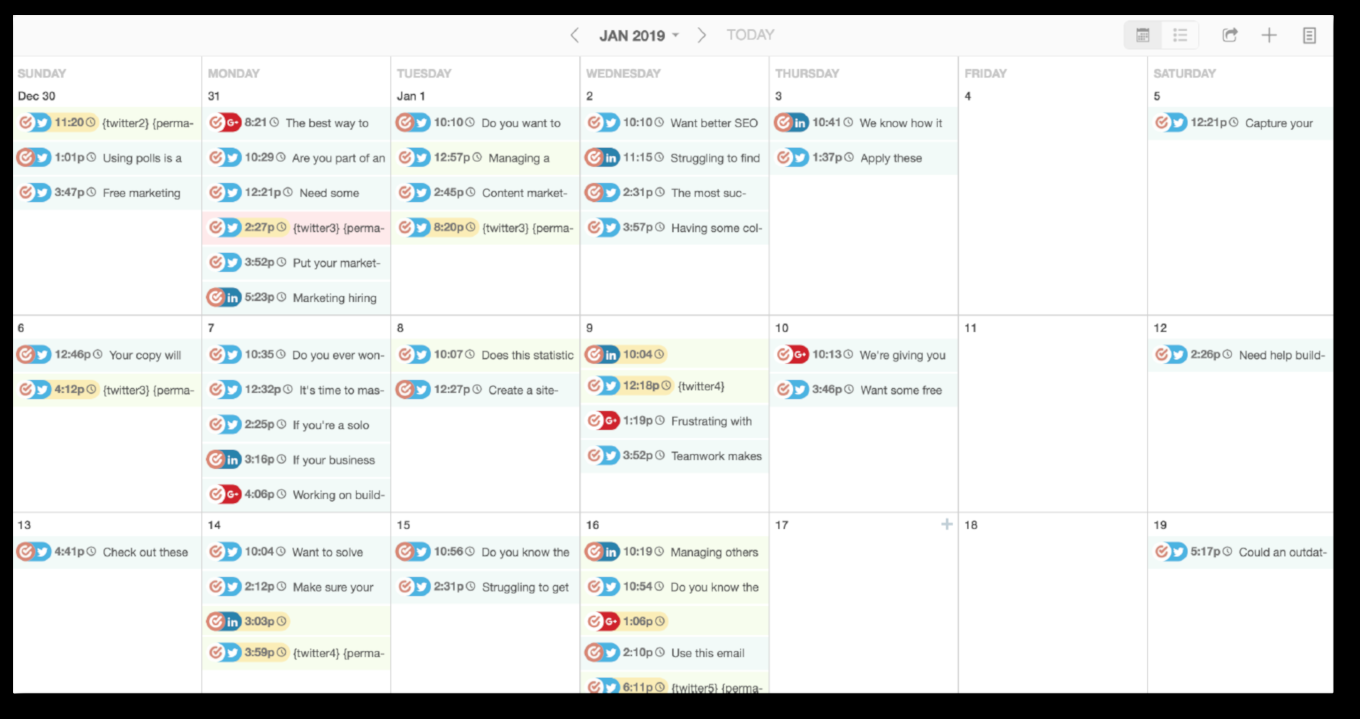 JAN 2019 TODAY
SUNDAY MONDAY TUESDAY WEDNESDAY THURSDAY FRIDAY SATURDAY
Dec 30 31 Jan 1 2 3 4 5
11:20 {twitter2} {perma- G+ 8:21 The best way to 10:10 Do you want to 10:10 Want better SEO in 10:41 We know how it 12:21p Capture your
1:01p Using polls is a 10:29 Are you part of an 12:57p Managing a in 11:15 Struggling to find 1:37p Apply these
3:47p Free marketing 12:21p Need some 2:45p Content market- 2:31p The most suc-
2:27p {twitter3} {perma- 8:20p {twitter3} {perma- 3:57p Having some col-
3:52p Put your market-
in 5:23p Marketing hiring
6 7 8 9 10 11 12
12:46p Your copy will 10:35 Do you ever won- 10:07 Does this statistic in 10:04 G+ 10:13 We're giving you 2:26p Need help build-
4:12p {twitter3} {perma- 12:32p It's time to mas- 12:27p Create a site- 12:18p {twitter4} 3:46p Want some free
2:25p If you're a solo G+ 1:19p Frustrating with
in 3:16p If your business 3:52p Teamwork makes
G+ 4:06p Working on build-
13 14 15 16 17 18 19
4:41p Check out these 10:04 Want to solve 10:56 Do you know the in 10:19 Managing others 5:17p Could an outdat-
2:12p Make sure your 2:31p Struggling to get 10:54 Do you know the
in 3:03p G+ 1:06p
3:59p {twitter4} {perma- 2:10p Use this email
6:11p {twitter5} {perma-